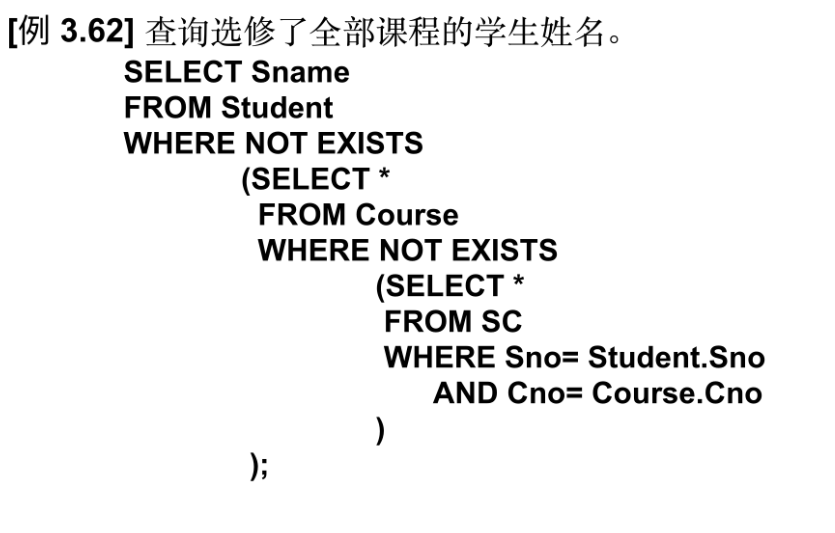 [例 3.62] 查询选修了全部课程的学生姓名。
SELECT Sname
FROM Student
WHERE NOT EXISTS
(SELECT *
FROM Course
WHERE NOT EXISTS
(SELECT *
FROM SC
WHERE Sno= Student.Sno
AND Cno= Course.Cno
)
);